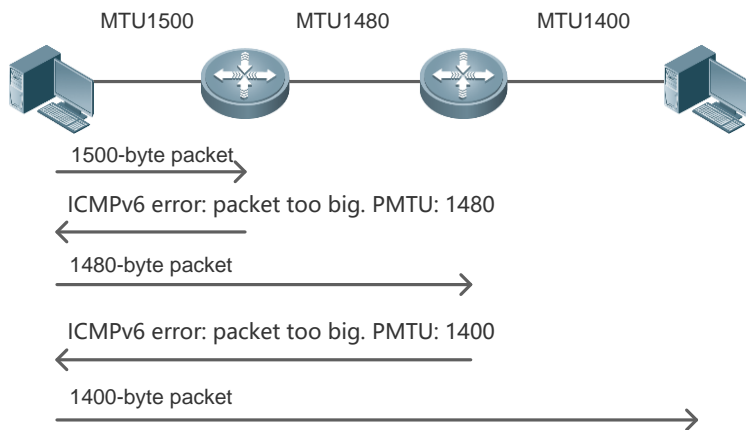 MTU1500 MTU1480 MTU1400
1500-byte packet
ICMPv6 error: packet too big. PMTU: 1480
1480-byte packet
ICMPv6 error: packet too big. PMTU: 1400
1400-byte packet